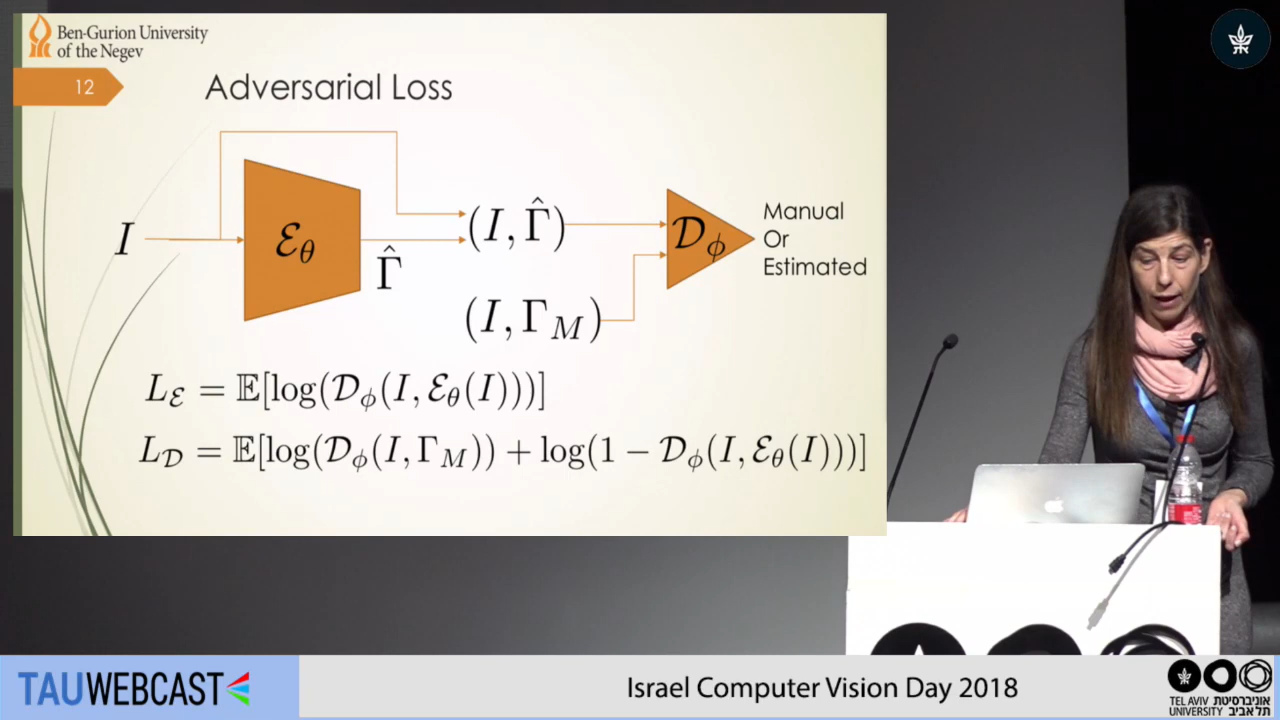 Ben-Gurion University
of the Negev
12
Adversarial Loss
I
ℰ_θ
Γ̂
(I, Γ̂)
(I, Γ_M)
𝒟_ϕ
Manual
Or
Estimated
L_ℰ = 𝔼[log(𝒟_ϕ(I, ℰ_θ(I)))]
L_𝒟 = 𝔼[log(𝒟_ϕ(I, Γ_M)) + log(1 − 𝒟_ϕ(I, ℰ_θ(I)))]
TAUWEBCAST
Israel Computer Vision Day 2018
TEL AVIV אוניברסיטת
UNIVERSITY תל אביב